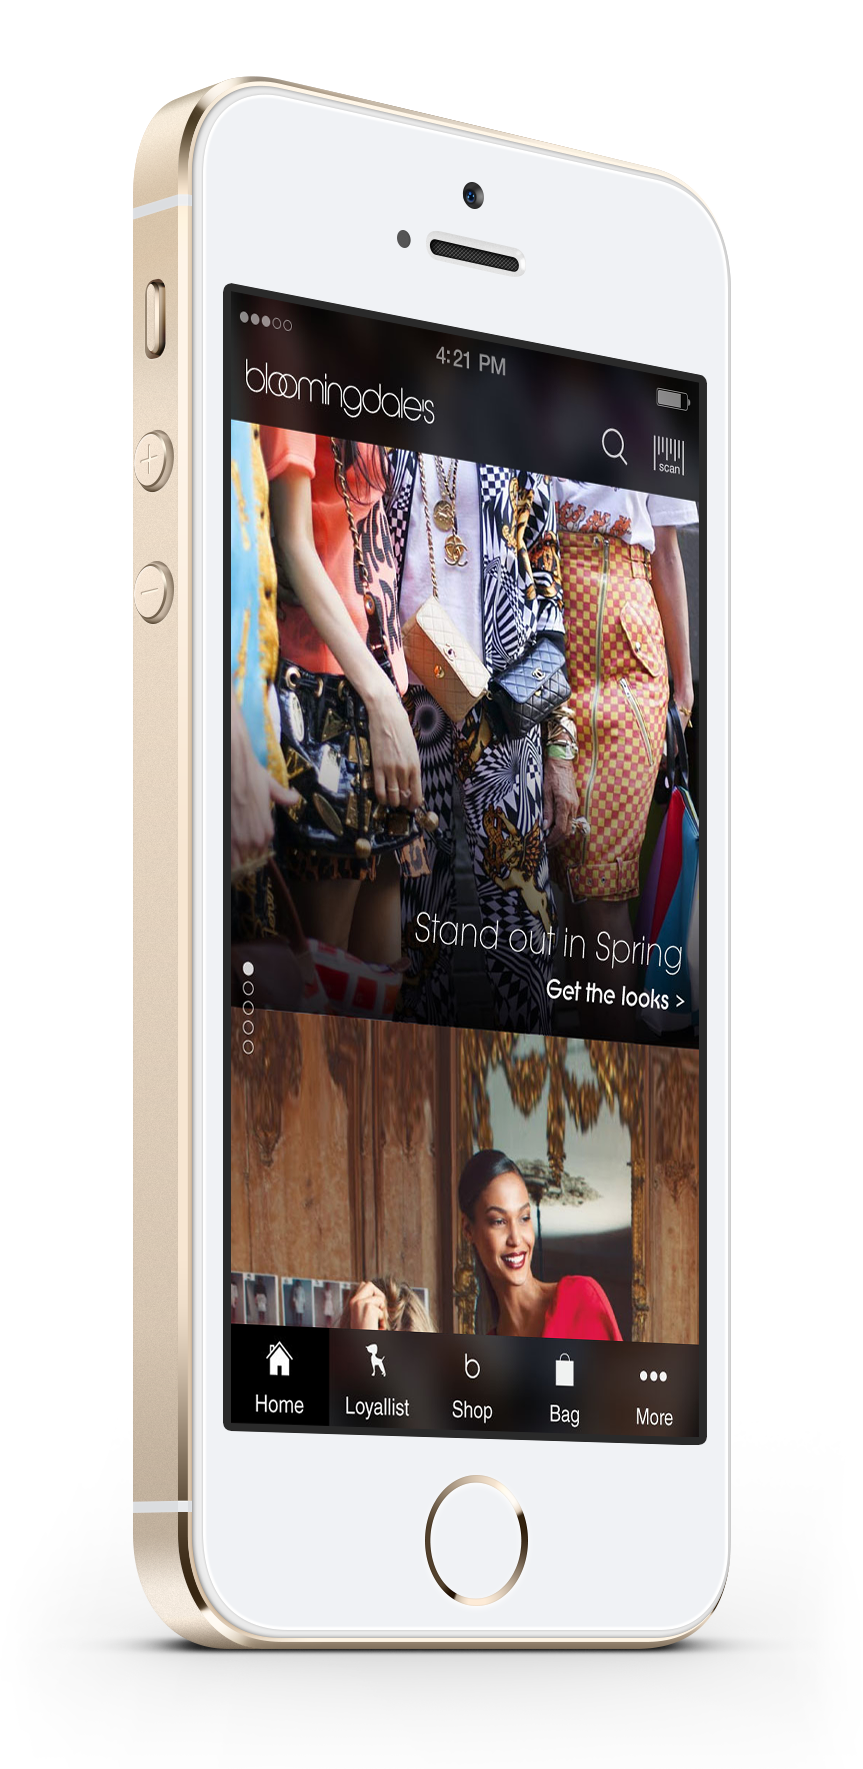 4:21 PM
bloomingdale's
scan
Stand out in Spring
Get the looks >
Home
Loyallist
Shop
Bag
More